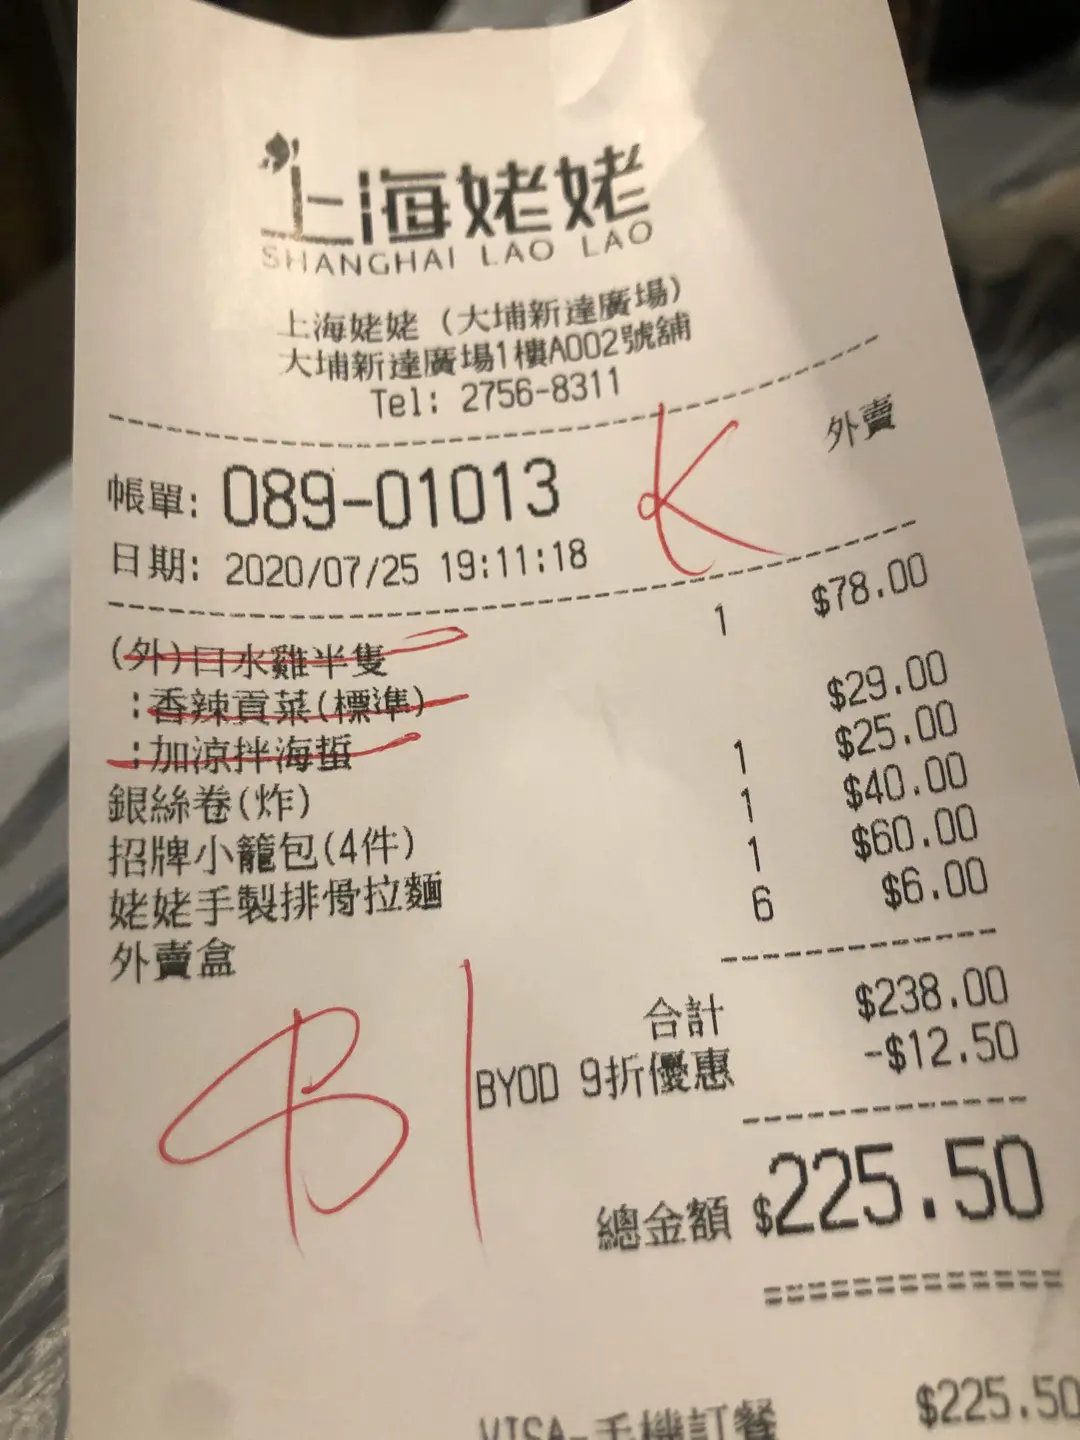 上海姥姥
SHANGHAI LAO LAO
上海姥姥 (大埔新達廣場)
大埔新達廣場1樓A002號舖
Tel: 2756-8311
外賣
帳單: 089-01013 K
日期: 2020/07/25 19:11:18
(外)口水雞半隻 1 $78.00
:香辣貢菜(標準)
:加涼拌海蜇 $29.00
銀絲卷(炸) 1 $25.00
招牌小籠包(4件) 1 $40.00
姥姥手製排骨拉麵 1 $60.00
外賣盒 6 $6.00
合計 $238.00
BYOD 9折優惠 -$12.50
B1
總金額 $225.50
VISA-手機訂餐 $225.50